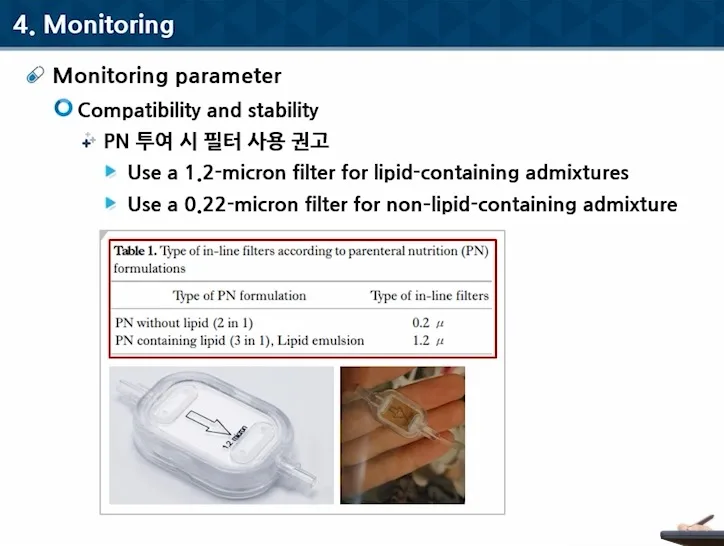 4. Monitoring
Monitoring parameter
Compatibility and stability
PN 투여 시 필터 사용 권고
Use a 1.2-micron filter for lipid-containing admixtures
Use a 0.22-micron filter for non-lipid-containing admixture
Table 1. Type of in-line filters according to parenteral nutrition (PN)
formulations
Type of PN formulation Type of in-line filters
PN without lipid (2 in 1) 0.2 μ
PN containing lipid (3 in 1), Lipid emulsion 1.2 μ
1.2 micron